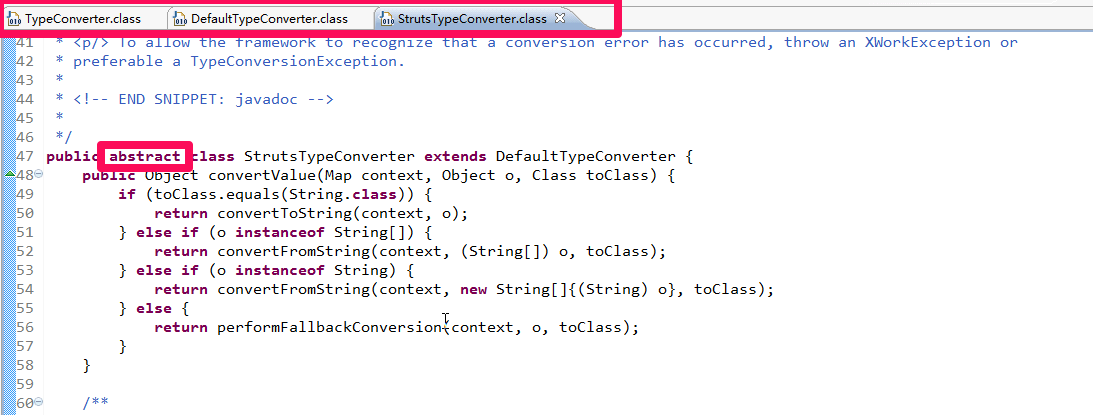 TypeConverter.class DefaultTypeConverter.class StrutsTypeConverter.class
41 * <p/> To allow the framework to recognize that a conversion error has occurred, throw an XWorkException or
42 * preferable a TypeConversionException.
43 *
44 * <!-- END SNIPPET: javadoc -->
45 *
46 */
47 public abstract class StrutsTypeConverter extends DefaultTypeConverter {
48 public Object convertValue(Map context, Object o, Class toClass) {
49 if (toClass.equals(String.class)) {
50 return convertToString(context, o);
51 } else if (o instanceof String[]) {
52 return convertFromString(context, (String[]) o, toClass);
53 } else if (o instanceof String) {
54 return convertFromString(context, new String[]{(String) o}, toClass);
55 } else {
56 return performFallbackConversion(context, o, toClass);
57 }
58 }
59
60 /**